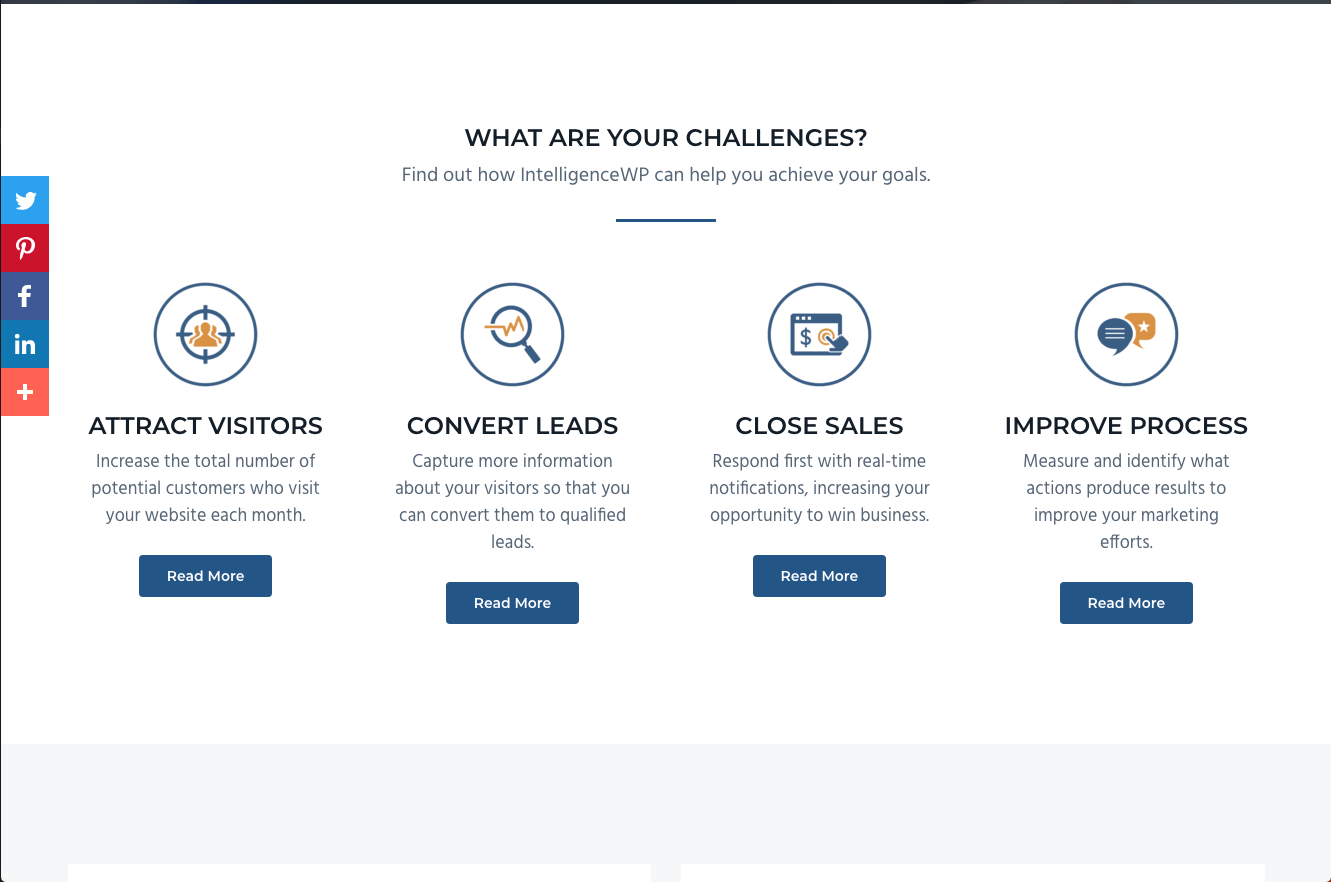 WHAT ARE YOUR CHALLENGES?
Find out how IntelligenceWP can help you achieve your goals.
ATTRACT VISITORS
Increase the total number of
potential customers who visit
your website each month.
Read More
CONVERT LEADS
Capture more information
about your visitors so that you
can convert them to qualified
leads.
Read More
$
CLOSE SALES
Respond first with real-time
notifications, increasing your
opportunity to win business.
Read More
IMPROVE PROCESS
Measure and identify what
actions produce results to
improve your marketing
efforts.
Read More